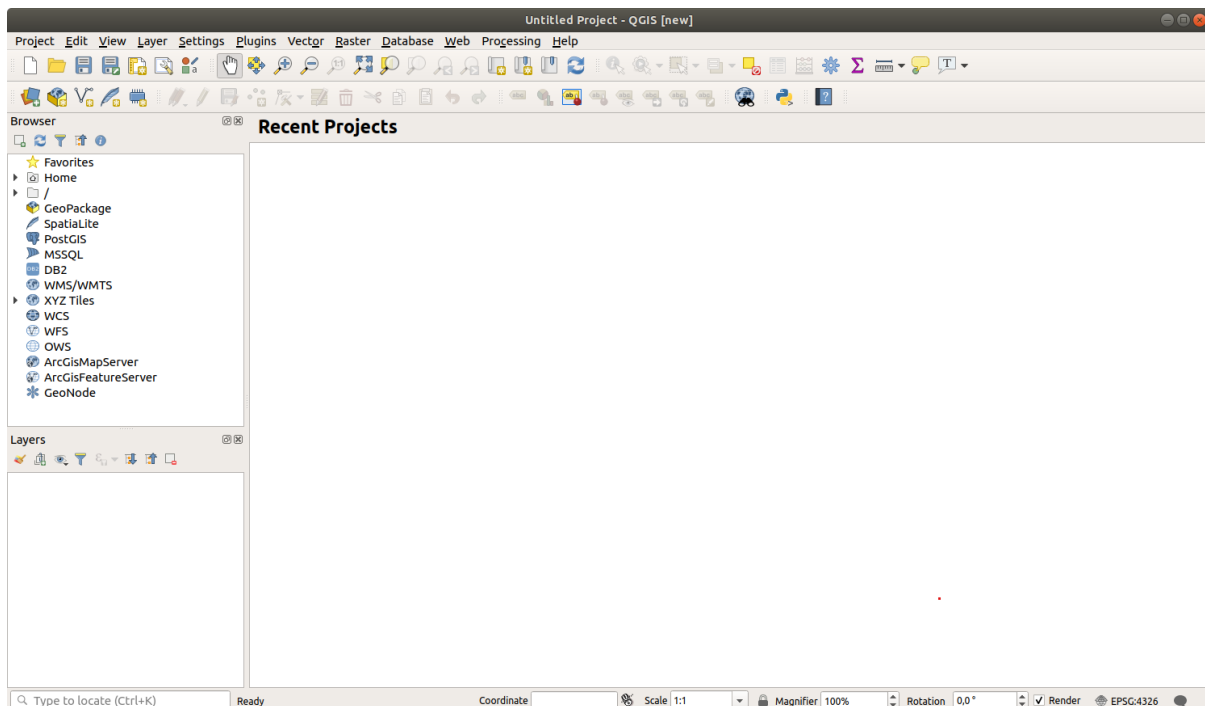 Untitled Project - QGIS [new]
Project Edit View Layer Settings Plugins Vector Raster Database Web Processing Help
Browser
Recent Projects
Favorites
Home
/
GeoPackage
SpatiaLite
PostGIS
MSSQL
DB2
WMS/WMTS
XYZ Tiles
WCS
WFS
OWS
ArcGisMapServer
ArcGisFeatureServer
GeoNode
Layers
Type to locate (Ctrl+K) Ready Coordinate Scale 1:1 Magnifier 100% Rotation 0,0 ° Render EPSG:4326